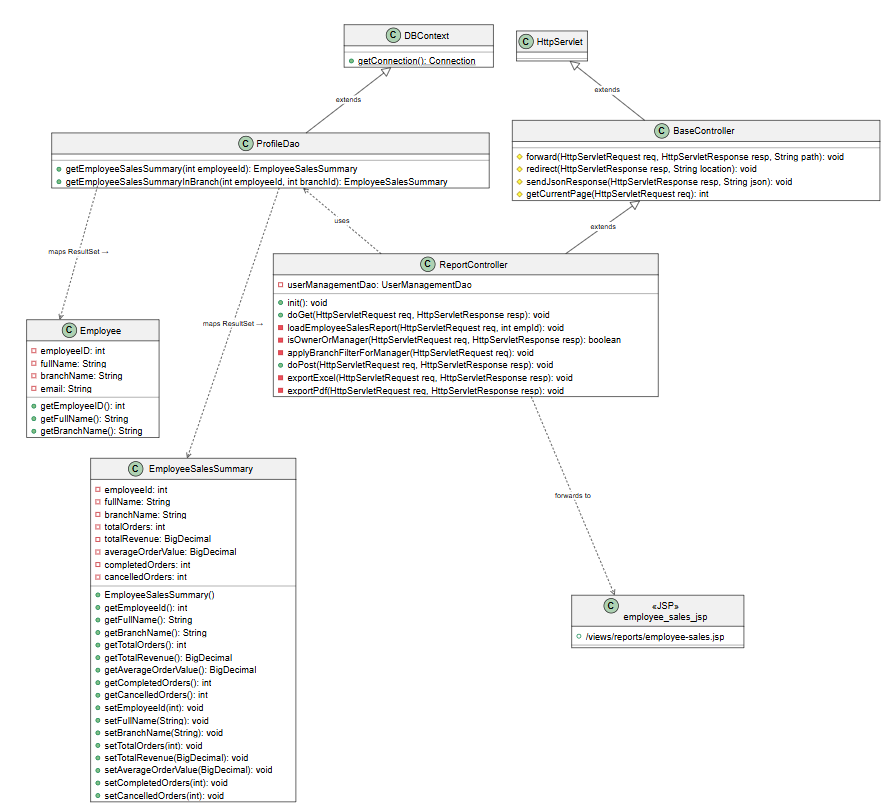 C DBContext
getConnection(): Connection
C HttpServlet
extends
extends
C BaseController
forward(HttpServletRequest req, HttpServletResponse resp, String path): void
redirect(HttpServletResponse resp, String location): void
sendJsonResponse(HttpServletResponse resp, String json): void
getCurrentPage(HttpServletRequest req): int
C ProfileDao
getEmployeeSalesSummary(int employeeId): EmployeeSalesSummary
getEmployeeSalesSummaryInBranch(int employeeId, int branchId): EmployeeSalesSummary
uses
extends
maps ResultSet →
C ReportController
userManagementDao: UserManagementDao
init(): void
doGet(HttpServletRequest req, HttpServletResponse resp): void
loadEmployeeSalesReport(HttpServletRequest req, int empId): void
isOwnerOrManager(HttpServletRequest req, HttpServletResponse resp): boolean
applyBranchFilterForManager(HttpServletRequest req): void
doPost(HttpServletRequest req, HttpServletResponse resp): void
exportExcel(HttpServletRequest req, HttpServletResponse resp): void
exportPdf(HttpServletRequest req, HttpServletResponse resp): void
maps ResultSet →
C Employee
employeeID: int
fullName: String
branchName: String
email: String
getEmployeeID(): int
getFullName(): String
getBranchName(): String
C EmployeeSalesSummary
employeeId: int
fullName: String
branchName: String
totalOrders: int
totalRevenue: BigDecimal
averageOrderValue: BigDecimal
completedOrders: int
cancelledOrders: int
EmployeeSalesSummary()
getEmployeeId(): int
getFullName(): String
getBranchName(): String
getTotalOrders(): int
getTotalRevenue(): BigDecimal
getAverageOrderValue(): BigDecimal
getCompletedOrders(): int
getCancelledOrders(): int
setEmployeeId(int): void
setFullName(String): void
setBranchName(String): void
setTotalOrders(int): void
setTotalRevenue(BigDecimal): void
setAverageOrderValue(BigDecimal): void
setCompletedOrders(int): void
setCancelledOrders(int): void
forwards to
C «JSP»
employee_sales_jsp
/views/reports/employee-sales.jsp